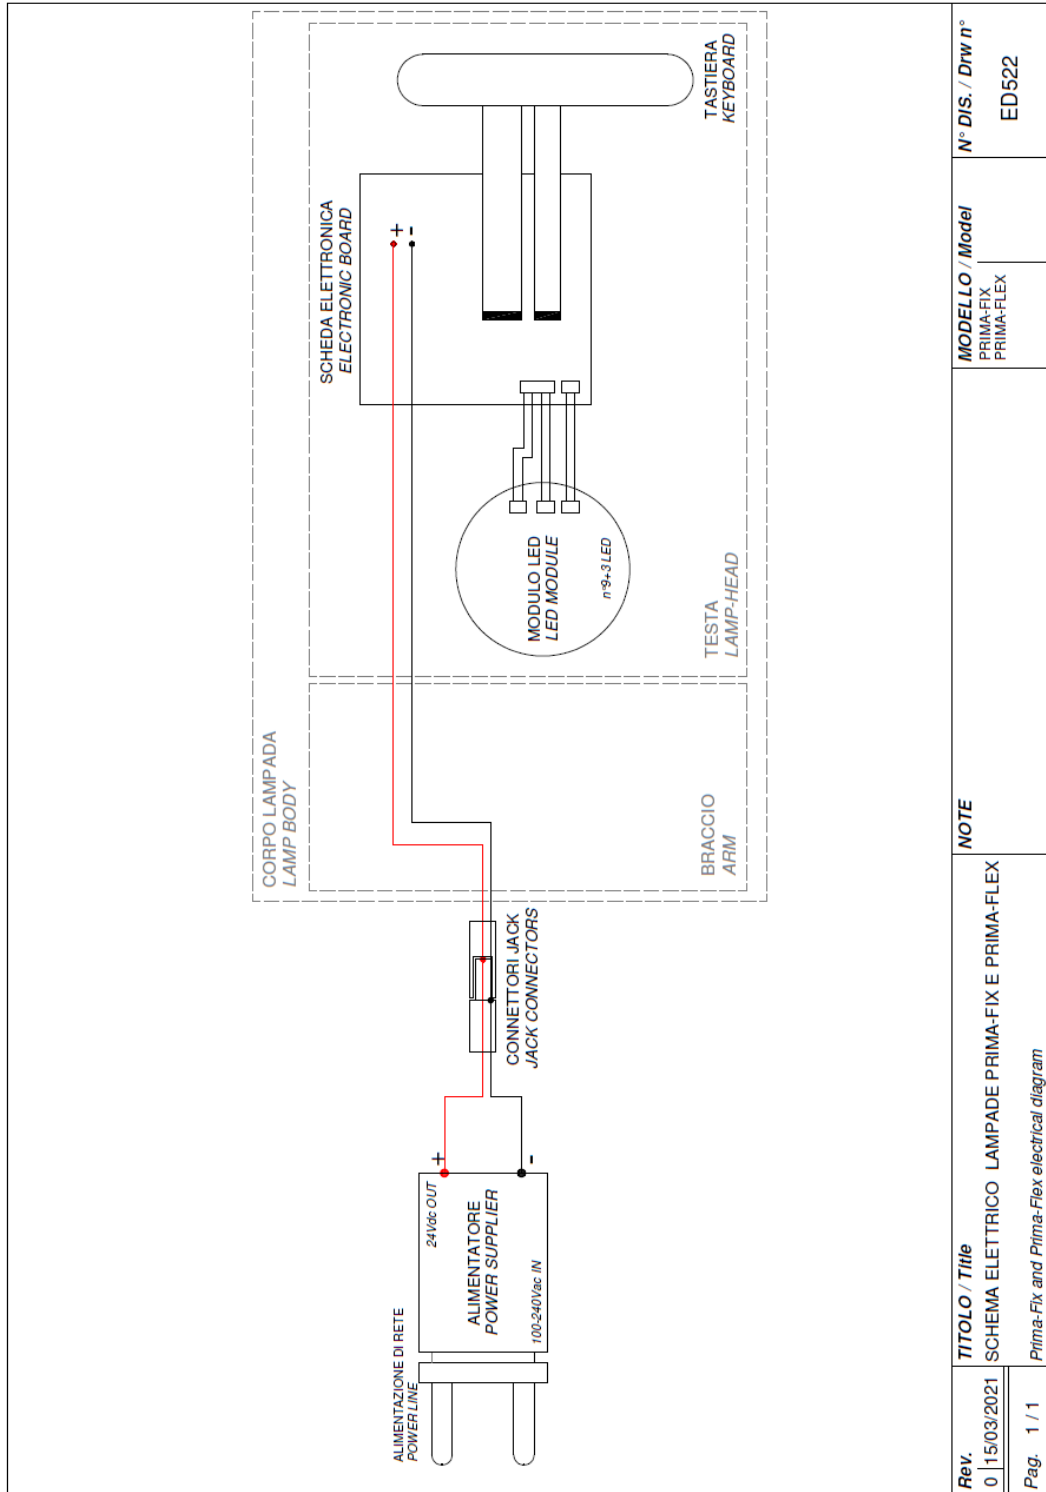 CORPO LAMPADA
LAMP BODY
SCHEDA ELETTRONICA
ELECTRONIC BOARD
+
-
TASTIERA
KEYBOARD
MODULO LED
LED MODULE
n°9+3 LED
TESTA
LAMP-HEAD
BRACCIO
ARM
CONNETTORI JACK
JACK CONNECTORS
ALIMENTAZIONE DI RETE
POWER LINE
24Vdc OUT
+
-
ALIMENTATORE
POWER SUPPLIER
100-240Vac IN
Rev.
0 15/03/2021
Pag. 1 / 1
TITOLO / Title
SCHEMA ELETTRICO LAMPADE PRIMA-FIX E PRIMA-FLEX
Prima-Fix and Prima-Flex electrical diagram
NOTE
MODELLO / Model
PRIMA-FIX
PRIMA-FLEX
N° DIS. / Drw n°
ED522